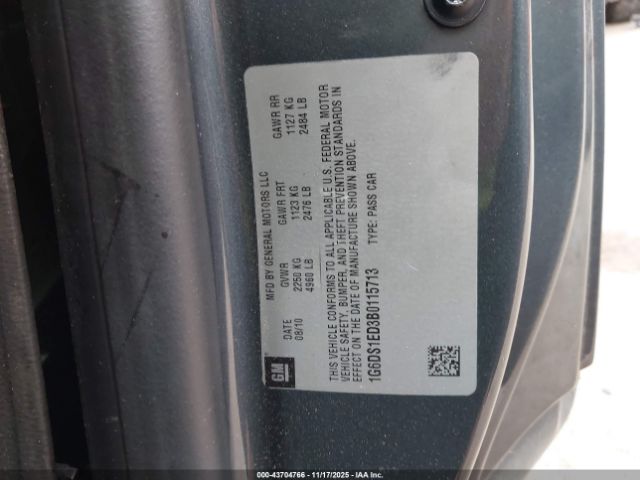 GM
MFD BY GENERAL MOTORS LLC
DATE GVWR GAWR FRT GAWR RR
08/10 2250 KG 1123 KG 1127 KG
4960 LB 2476 LB 2484 LB
THIS VEHICLE CONFORMS TO ALL APPLICABLE U.S. FEDERAL MOTOR
VEHICLE SAFETY, BUMPER, AND THEFT PREVENTION STANDARDS IN
EFFECT ON THE DATE OF MANUFACTURE SHOWN ABOVE.
1G6DS1ED3B0115713 TYPE: PASS CAR
000-43704766 - 11/17/2025 - IAAI.COM